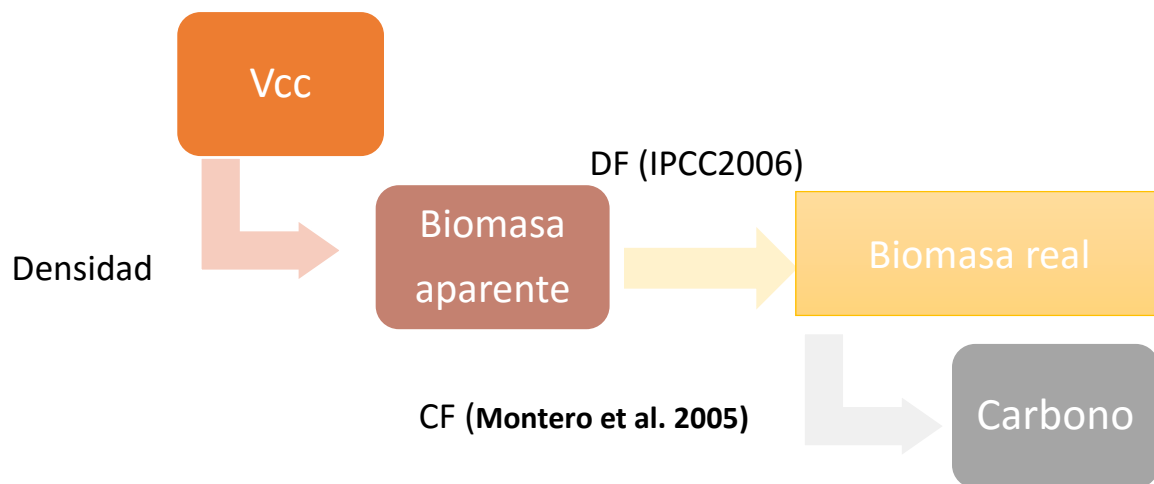 Vcc
DF (IPCC2006)
Biomasa
aparente
Biomasa real
Densidad
CF (Montero et al. 2005)
Carbono